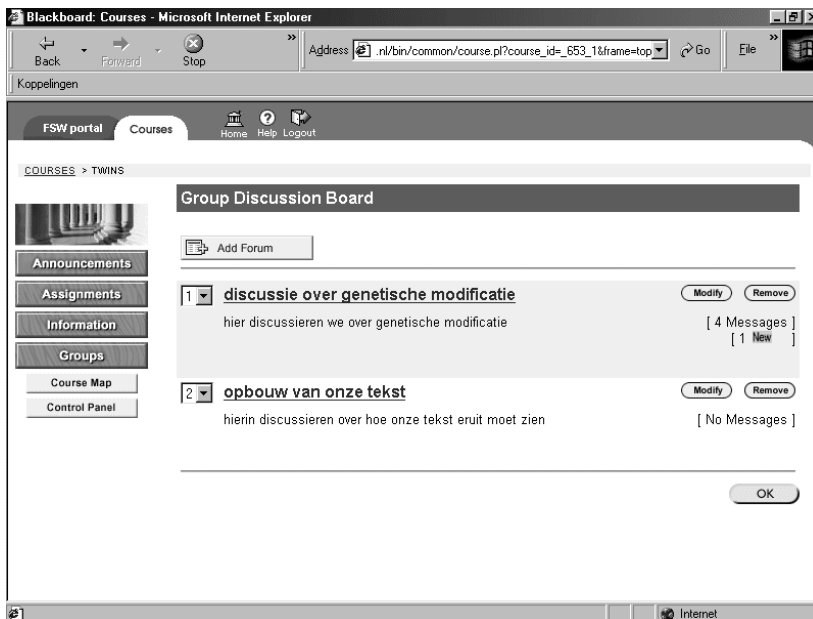 Blackboard: Courses - Microsoft Internet Explorer
Back Forward Stop » Address .nl/bin/common/course.pl?course_id=_653_1&frame=top Go File »
Koppelingen
FSW portal Courses Home Help Logout
COURSES > TWINS
Group Discussion Board
Add Forum
Announcements
Assignments
Information
Groups
Course Map
Control Panel
1 discussie over genetische modificatie Modify Remove
hier discussieren we over genetische modificatie [ 4 Messages ]
[ 1 New ]
2 opbouw van onze tekst Modify Remove
hierin discussieren over hoe onze tekst eruit moet zien [ No Messages ]
OK
Internet